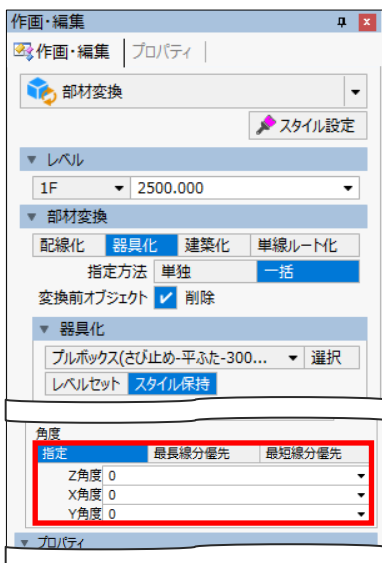 作画・編集
作画・編集 プロパティ
部材変換
スタイル設定
レベル
1F 2500.000
部材変換
配線化 器具化 建築化 単線ルート化
指定方法 単独 一括
変換前オブジェクト 削除
器具化
プルボックス(さび止め-平ふた-300... 選択
レベルセット スタイル保持
角度
指定 最長線分優先 最短線分優先
Z角度 0
X角度 0
Y角度 0
プロパティ